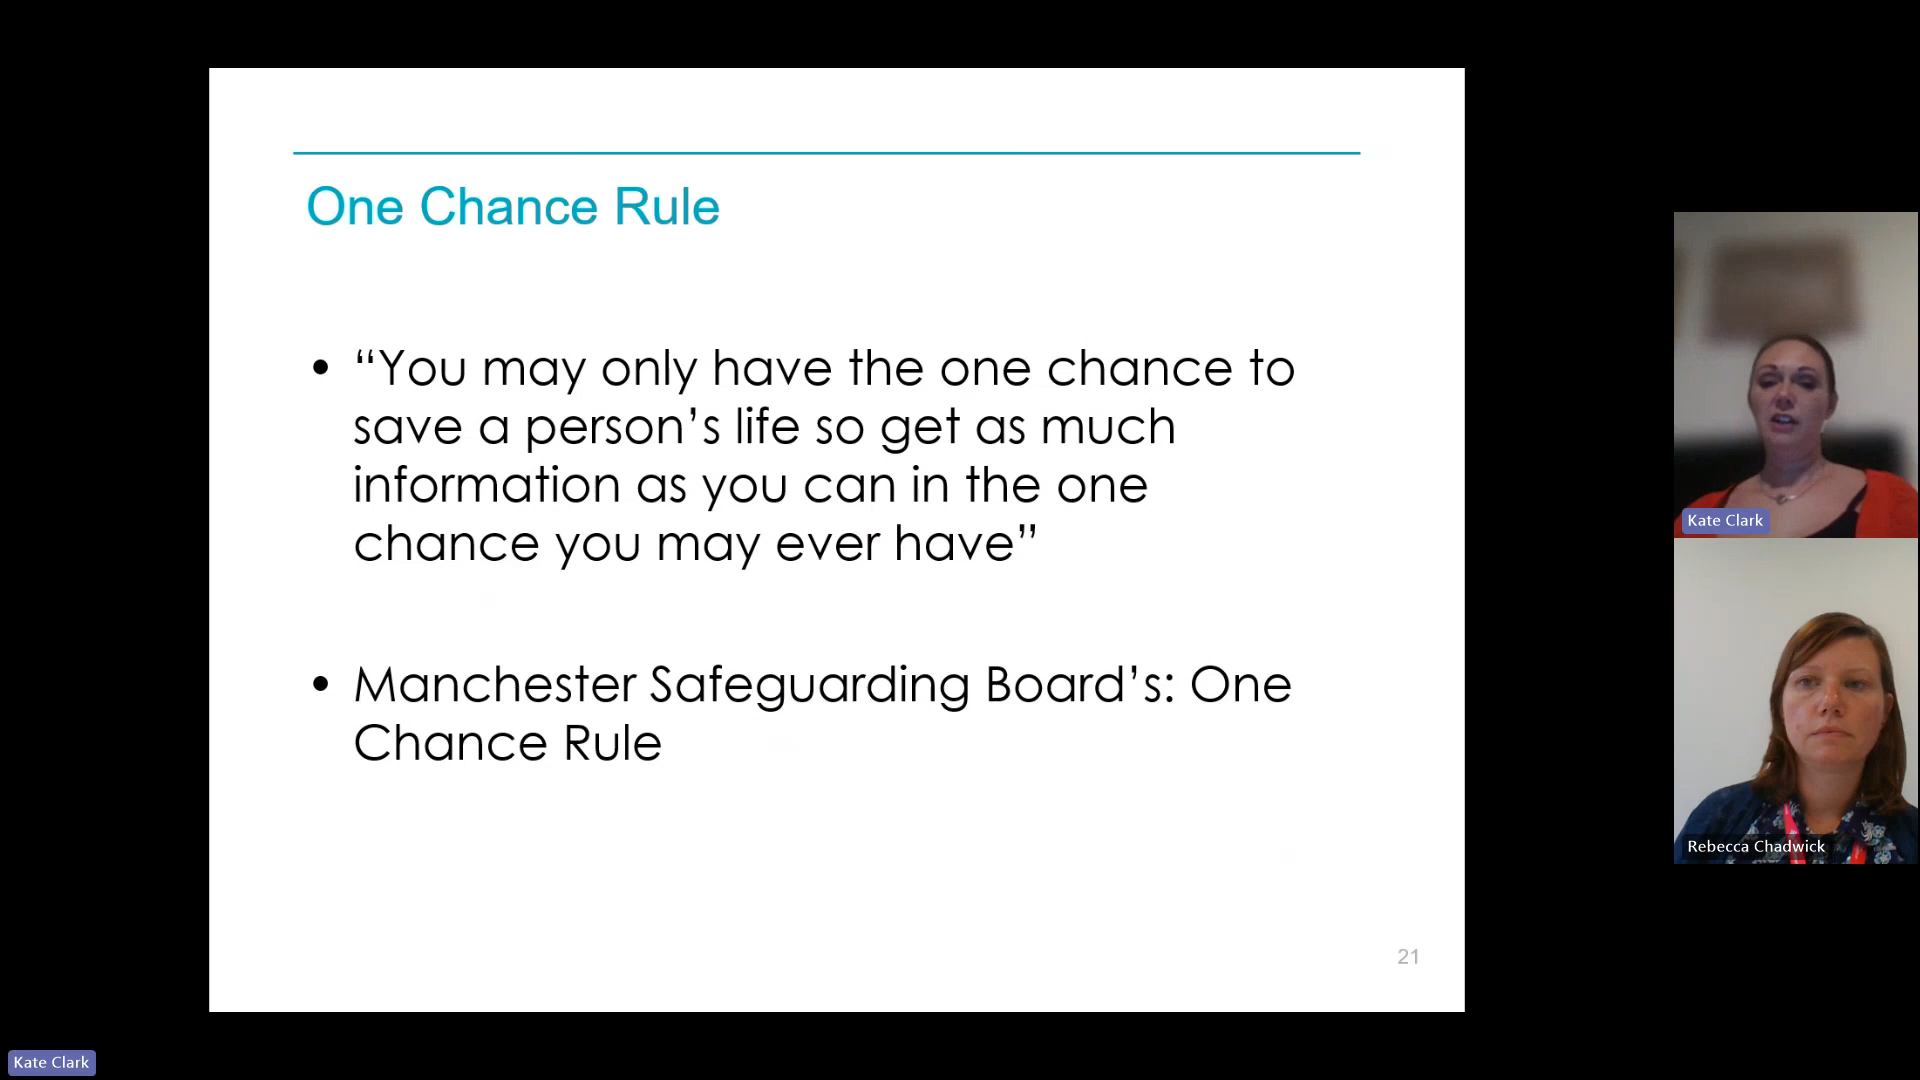 One Chance Rule
• “You may only have the one chance to
save a person’s life so get as much
information as you can in the one
chance you may ever have”
• Manchester Safeguarding Board’s: One
Chance Rule
21
Kate Clark
Rebecca Chadwick
Kate Clark